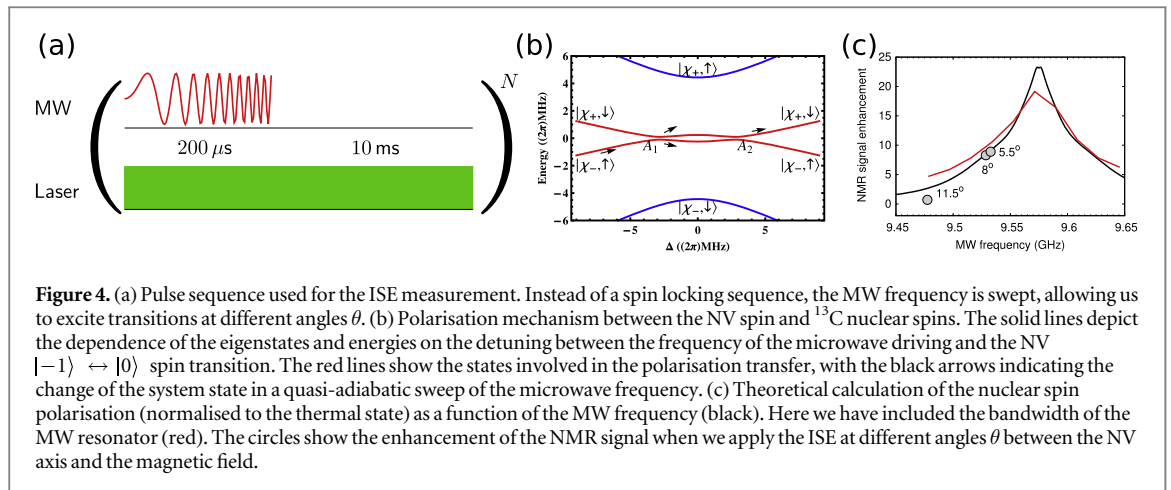 (a)
MW
200 μs
10 ms
Laser
N
(b)
Energy ((2π)MHz)
6
4
2
0
−2
−4
−6
|χ+,↑⟩
|χ+,↓⟩
|χ+,↓⟩
A1
A2
|χ−,↑⟩
|χ−,↑⟩
|χ−,↓⟩
−5
0
5
Δ ((2π)MHz)
(c)
NMR signal enhancement
25
20
15
10
5
0
5.5°
8°
11.5°
9.45
9.5
9.55
9.6
9.65
MW frequency (GHz)
Figure 4. (a) Pulse sequence used for the ISE measurement. Instead of a spin locking sequence, the MW frequency is swept, allowing us
to excite transitions at different angles θ. (b) Polarisation mechanism between the NV spin and ¹³C nuclear spins. The solid lines depict
the dependence of the eigenstates and energies on the detuning between the frequency of the microwave driving and the NV
|−1⟩ ↔ |0⟩ spin transition. The red lines show the states involved in the polarisation transfer, with the black arrows indicating the
change of the system state in a quasi-adiabatic sweep of the microwave frequency. (c) Theoretical calculation of the nuclear spin
polarisation (normalised to the thermal state) as a function of the MW frequency (black). Here we have included the bandwidth of the
MW resonator (red). The circles show the enhancement of the NMR signal when we apply the ISE at different angles θ between the NV
axis and the magnetic field.